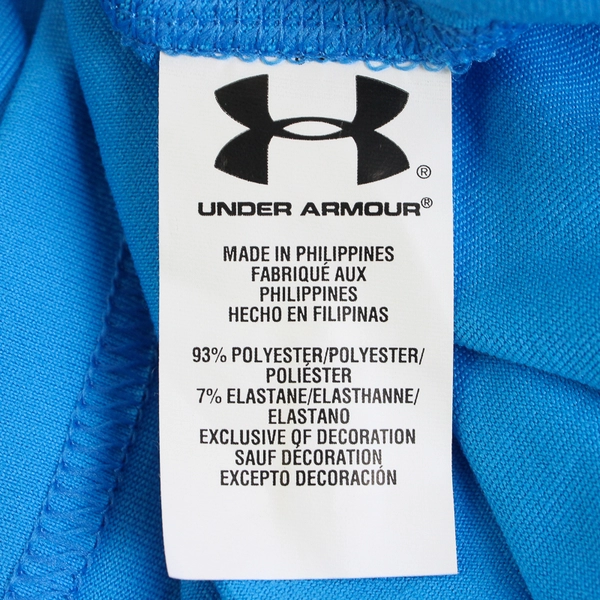 ®
UNDER ARMOUR®
MADE IN PHILIPPINES
FABRIQUÉ AUX
PHILIPPINES
HECHO EN FILIPINAS
93% POLYESTER/POLYESTER/
POLIÉSTER
7% ELASTANE/ELASTHANNE/
ELASTANO
EXCLUSIVE OF DECORATION
SAUF DÉCORATION
EXCEPTO DECORACIÓN